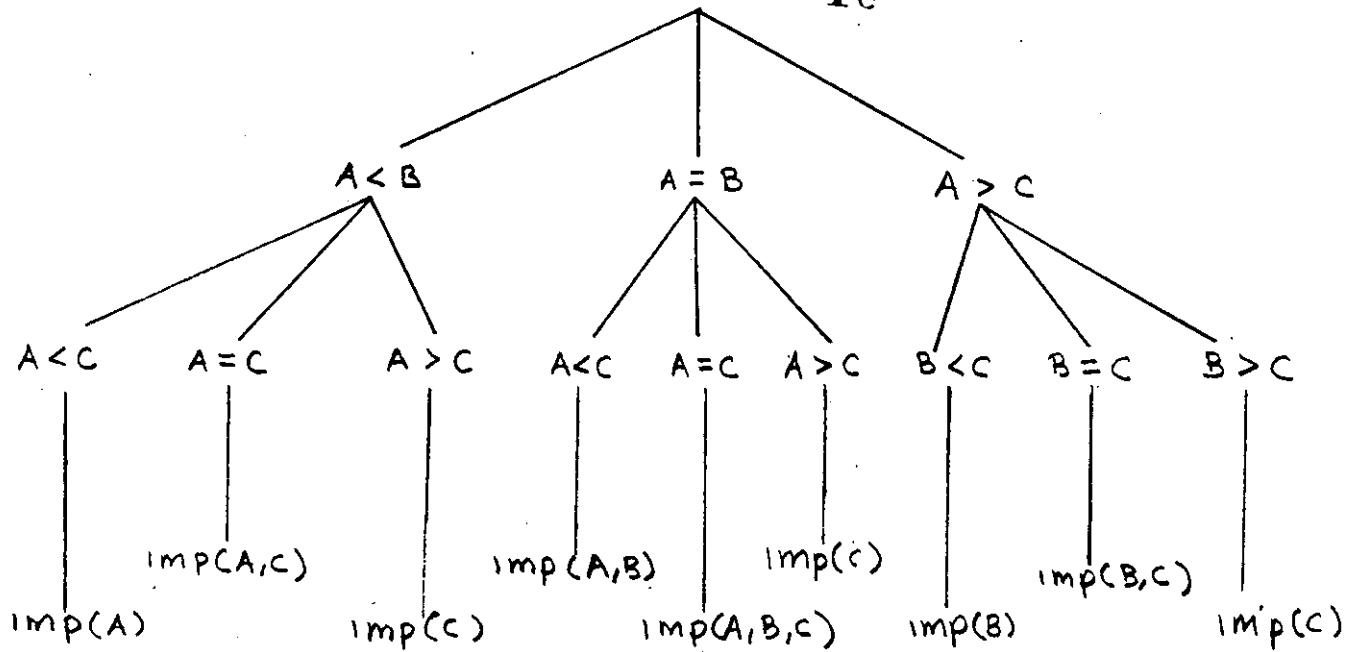 A < B A = B A > C
A < C A = C A > C A < C A = C A > C B < C B = C B > C
imp(A,C) imp(A,B) imp(C) imp(B,C)
imp(A) imp(C) imp(A,B,C) imp(B) imp(C)